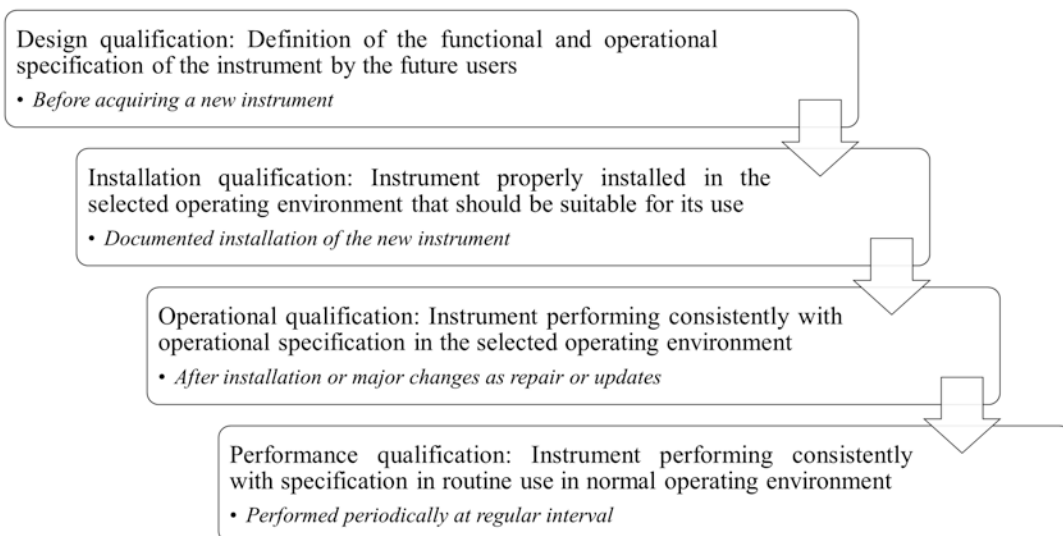 Design qualification: Definition of the functional and operational
specification of the instrument by the future users
• Before acquiring a new instrument
Installation qualification: Instrument properly installed in the
selected operating environment that should be suitable for its use
• Documented installation of the new instrument
Operational qualification: Instrument performing consistently with
operational specification in the selected operating environment
• After installation or major changes as repair or updates
Performance qualification: Instrument performing consistently
with specification in routine use in normal operating environment
• Performed periodically at regular interval